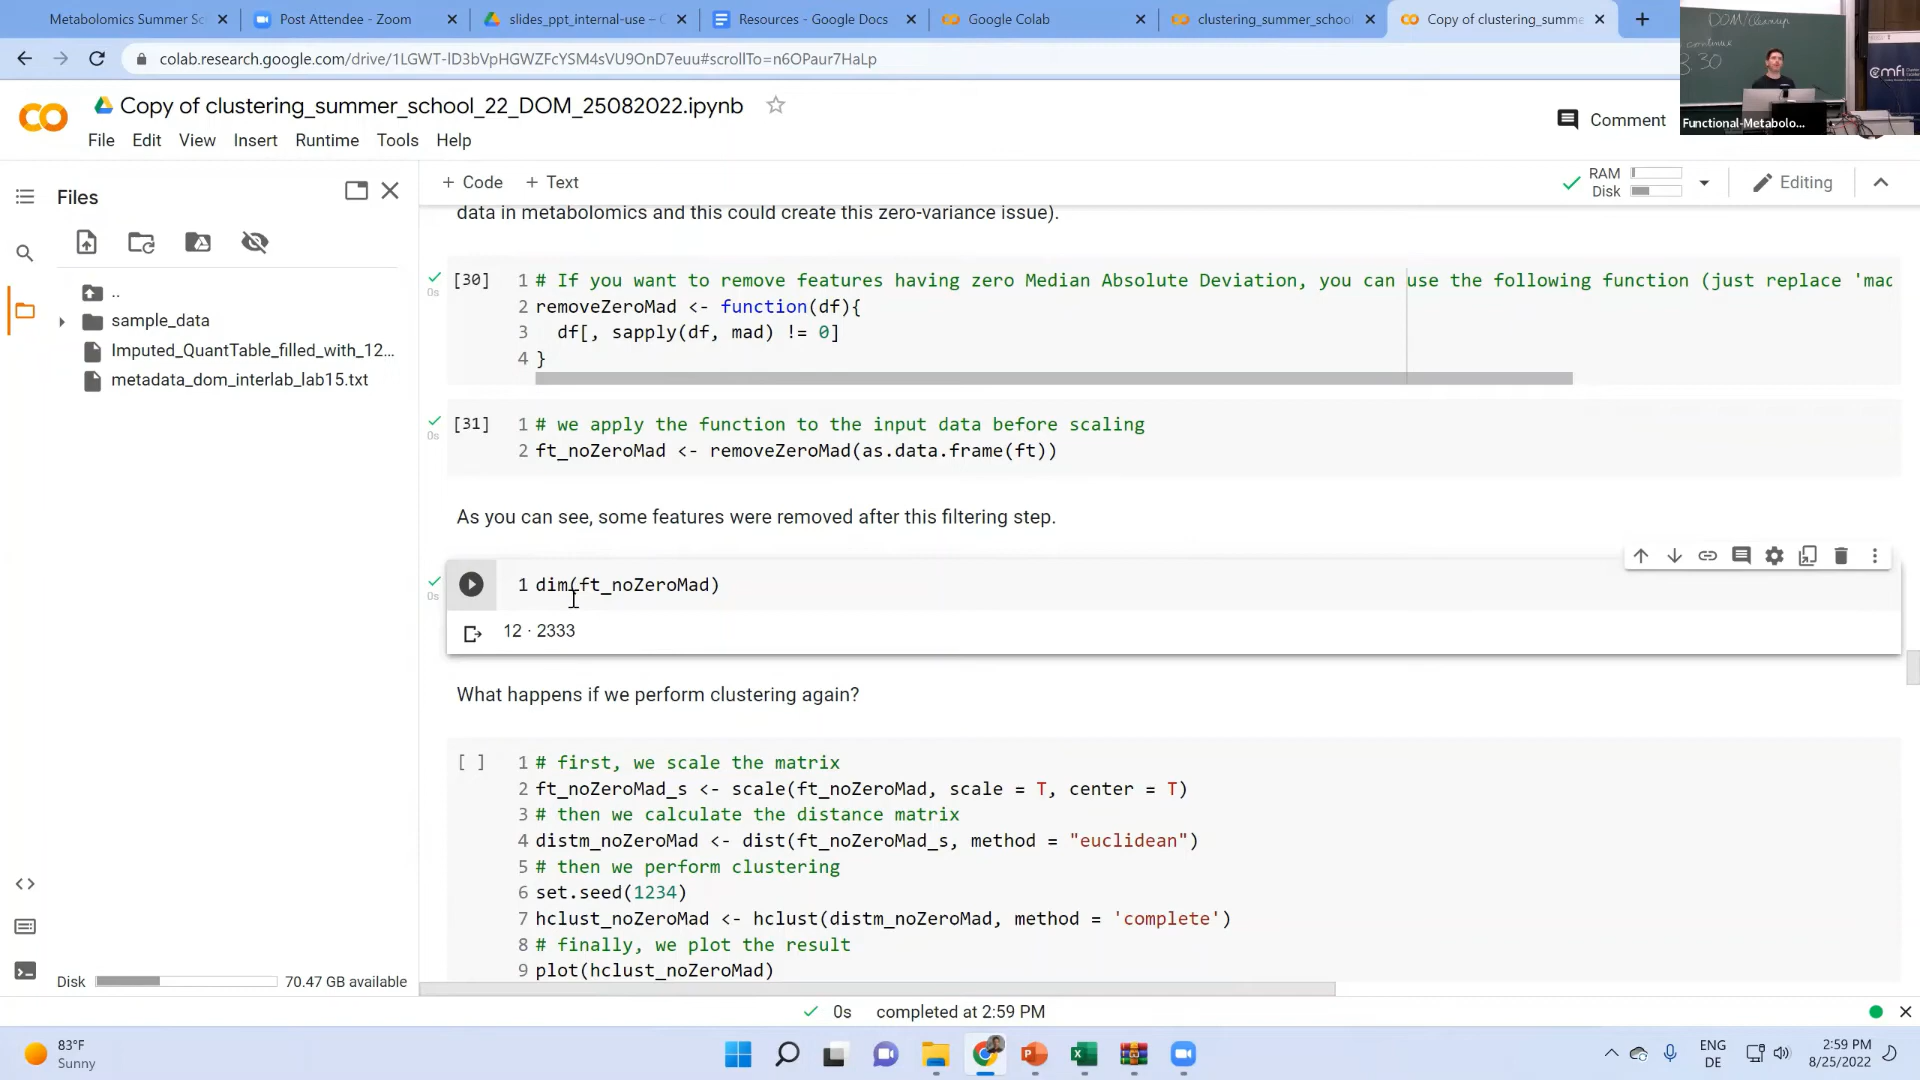 Metabolomics Summer Sc
Post Attendee - Zoom
slides_ppt_internal-use –
Resources - Google Docs
Google Colab
clustering_summer_school
Copy of clustering_summe
colab.research.google.com/drive/1LGWT-lD3bVpHGWZFcYSM4sVU9OnD7euu#scrollTo=n6OPaur7HaLp
DOM/Cleanup
continue
3.30
cmfi
Functional-Metabolo...
Copy of clustering_summer_school_22_DOM_25082022.ipynb
Comment
File Edit View Insert Runtime Tools Help
+ Code + Text
RAM
Disk
Editing
Files
..
sample_data
Imputed_QuantTable_filled_with_12...
metadata_dom_interlab_lab15.txt
Disk
70.47 GB available
data in metabolomics and this could create this zero-variance issue).
[30]
0s
1 # If you want to remove features having zero Median Absolute Deviation, you can use the following function (just replace 'mad
2 removeZeroMad <- function(df){
3 df[, sapply(df, mad) != 0]
4 }
[31]
0s
1 # we apply the function to the input data before scaling
2 ft_noZeroMad <- removeZeroMad(as.data.frame(ft))
As you can see, some features were removed after this filtering step.
0s
1 dim(ft_noZeroMad)
12 · 2333
What happens if we perform clustering again?
[ ]
1 # first, we scale the matrix
2 ft_noZeroMad_s <- scale(ft_noZeroMad, scale = T, center = T)
3 # then we calculate the distance matrix
4 distm_noZeroMad <- dist(ft_noZeroMad_s, method = "euclidean")
5 # then we perform clustering
6 set.seed(1234)
7 hclust_noZeroMad <- hclust(distm_noZeroMad, method = 'complete')
8 # finally, we plot the result
9 plot(hclust_noZeroMad)
0s completed at 2:59 PM
83°F
Sunny
ENG
DE
2:59 PM
8/25/2022